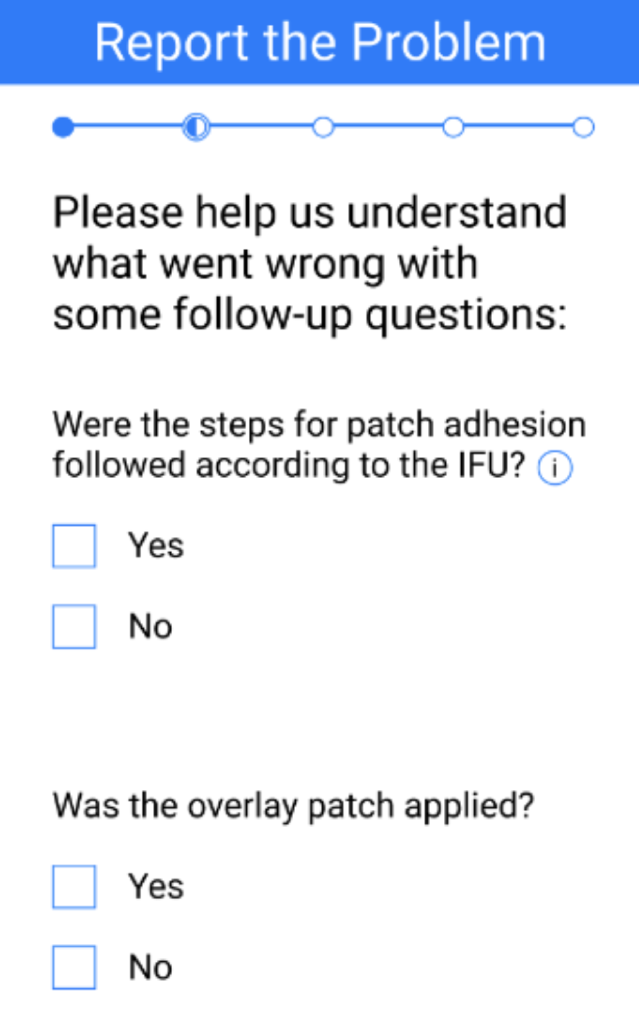 Report the Problem
Please help us understand
what went wrong with
some follow-up questions:
Were the steps for patch adhesion
followed according to the IFU? i
Yes
No
Was the overlay patch applied?
Yes
No